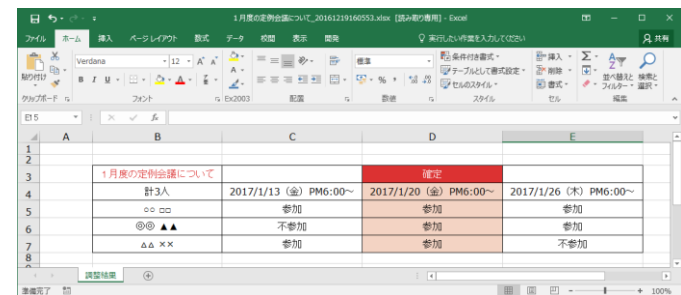 1月度の定例会議について_20161219160553.xlsx [読み取り専用] - Excel
ファイル ホーム 挿入 ページ レイアウト 数式 データ 校閲 表示 開発 実行したい作業を入力してください 共有
Verdana 12 A A 標準 条件付き書式 挿入 Σ
貼り付け B I U A Ex2003 % テーブルとして書式設定 削除 並べ替えと フィルター 検索と 選択
セルのスタイル 書式
クリップボード フォント Ex2003 配置 数値 スタイル セル 編集
E15 fx
A B C D E
1
2
3 1月度の定例会議について 確定
4 計3人 2017/1/13（金）PM6:00～ 2017/1/20（金）PM6:00～ 2017/1/26（木）PM6:00～
5 ○○ □□ 参加 参加 参加
6 ◎◎ ▲▲ 不参加 参加 参加
7 △△ ×× 参加 参加 不参加
8
調整結果
準備完了 100%